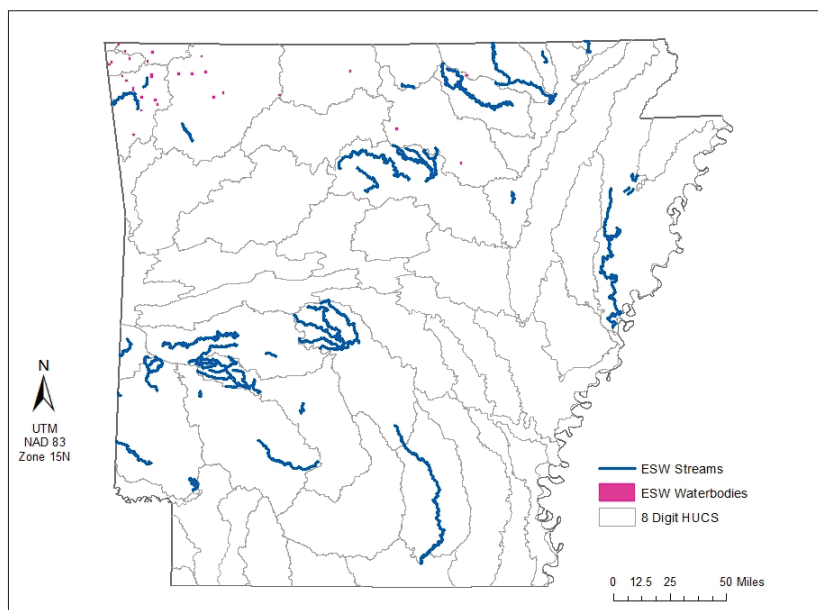 N
UTM
NAD 83
Zone 15N
ESW Streams
ESW Waterbodies
8 Digit HUCS
0 12.5 25 50 Miles